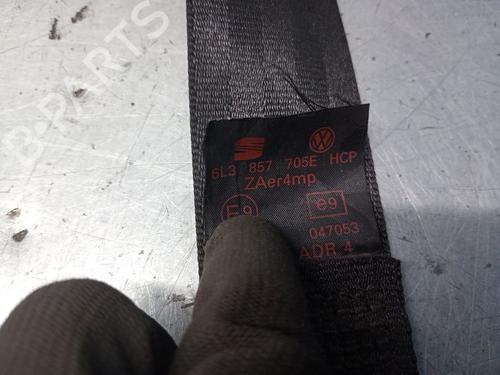 6L3 857 705E HCP
ZAer4mp
E9 e9
047053
ADR 4
B-PARTS